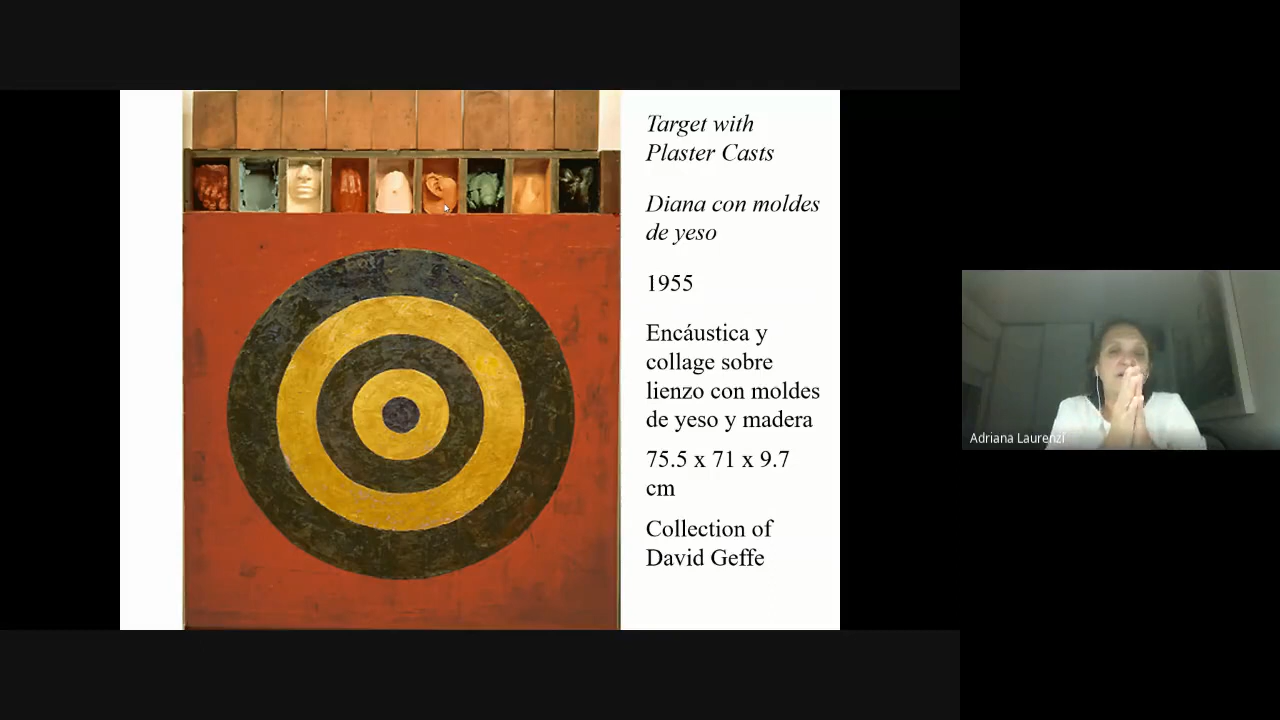 Target with
Plaster Casts
Diana con moldes
de yeso
1955
Encáustica y
collage sobre
lienzo con moldes
de yeso y madera
75.5 x 71 x 9.7
cm
Collection of
David Geffe
Adriana Laurenzi